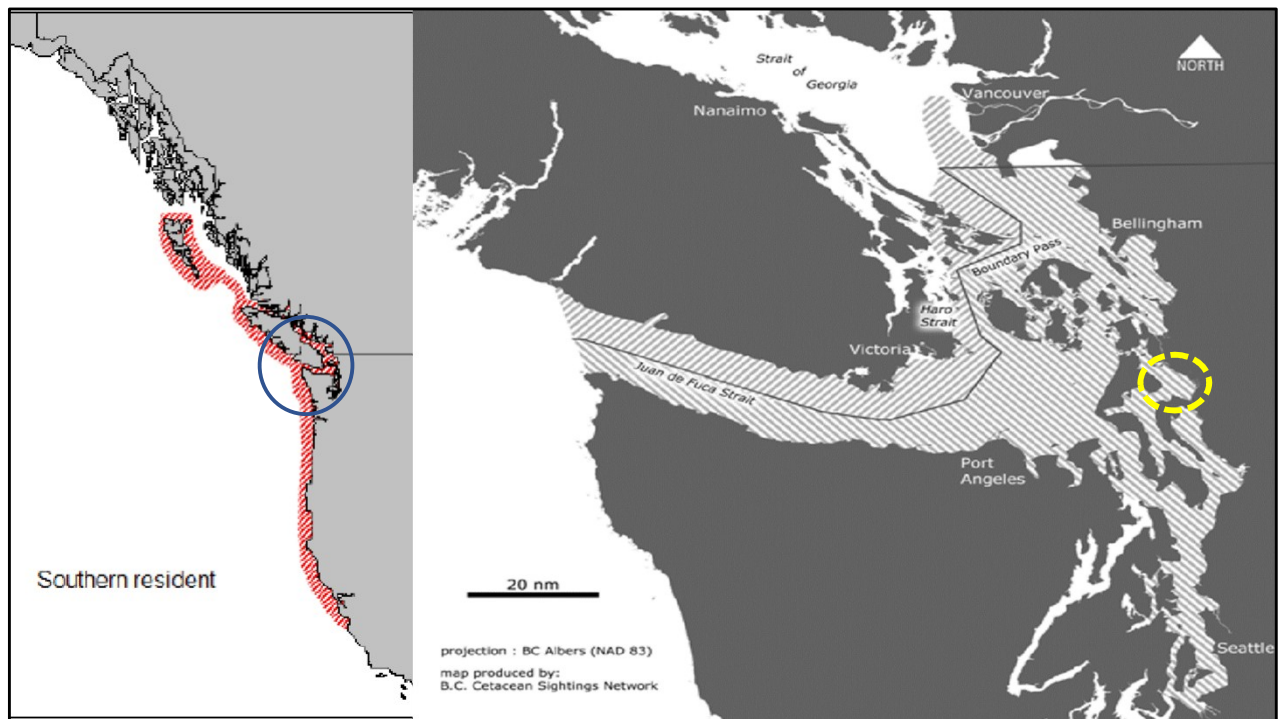 Southern resident
Strait
of
Georgia
NORTH
Vancouver
Nanaimo
Bellingham
Boundary Pass
Haro
Strait
Victoria
Juan de Fuca Strait
Port
Angeles
20 nm
Seattle
projection : BC Albers (NAD 83)
map produced by:
B.C. Cetacean Sightings Network